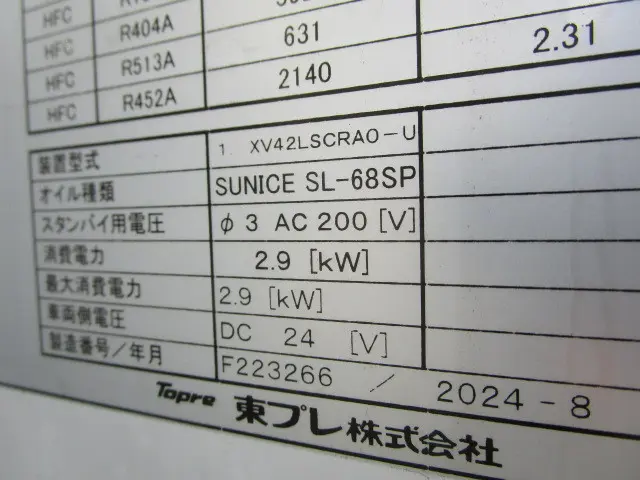 HFC
HFC R404A
HFC R513A 631 2.31
HFC R452A 2140
装置型式 1 XV42LSCRA0-U
オイル種類 SUNICE SL-68SP
スタンバイ用電圧 φ3 AC 200 [V]
消費電力 2.9 [kW]
最大消費電力 2.9 [kW]
車両側電圧 DC 24 [V]
製造番号/年月 F223266 / 2024-8
Topre 東プレ株式会社